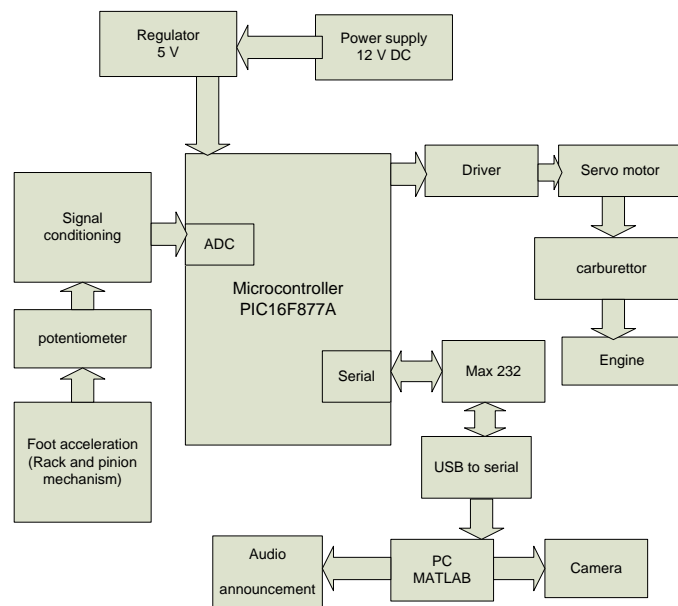 Regulator
5 V
Power supply
12 V DC
Signal
conditioning
ADC
Microcontroller
PIC16F877A
Driver
Servo motor
carburettor
Engine
potentiometer
Serial
Max 232
Foot acceleration
(Rack and pinion
mechanism)
USB to serial
Audio
announcement
PC
MATLAB
Camera